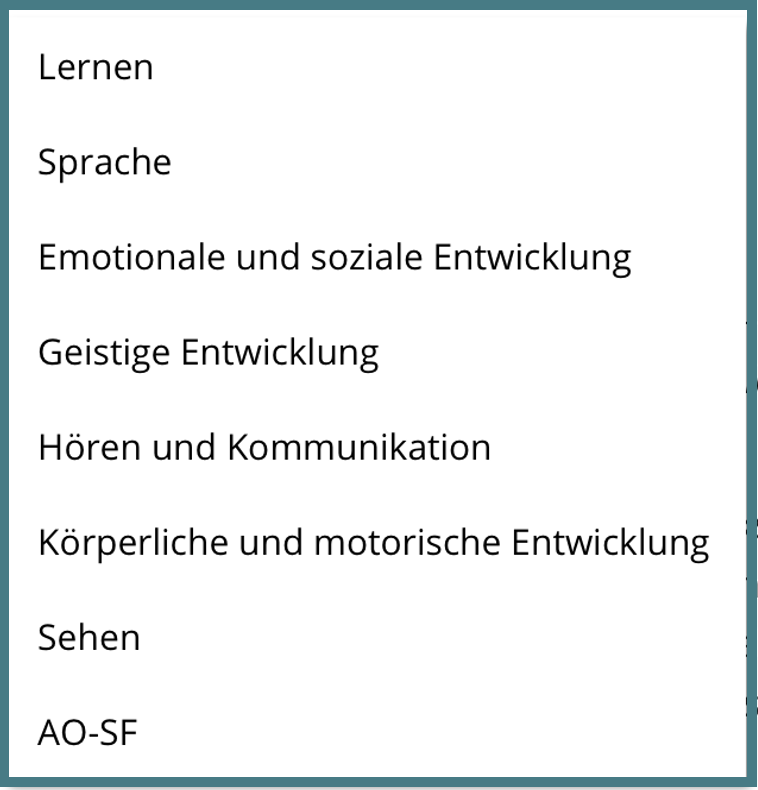 Lernen
Sprache
Emotionale und soziale Entwicklung
Geistige Entwicklung
Hören und Kommunikation
Körperliche und motorische Entwicklung
Sehen
AO-SF